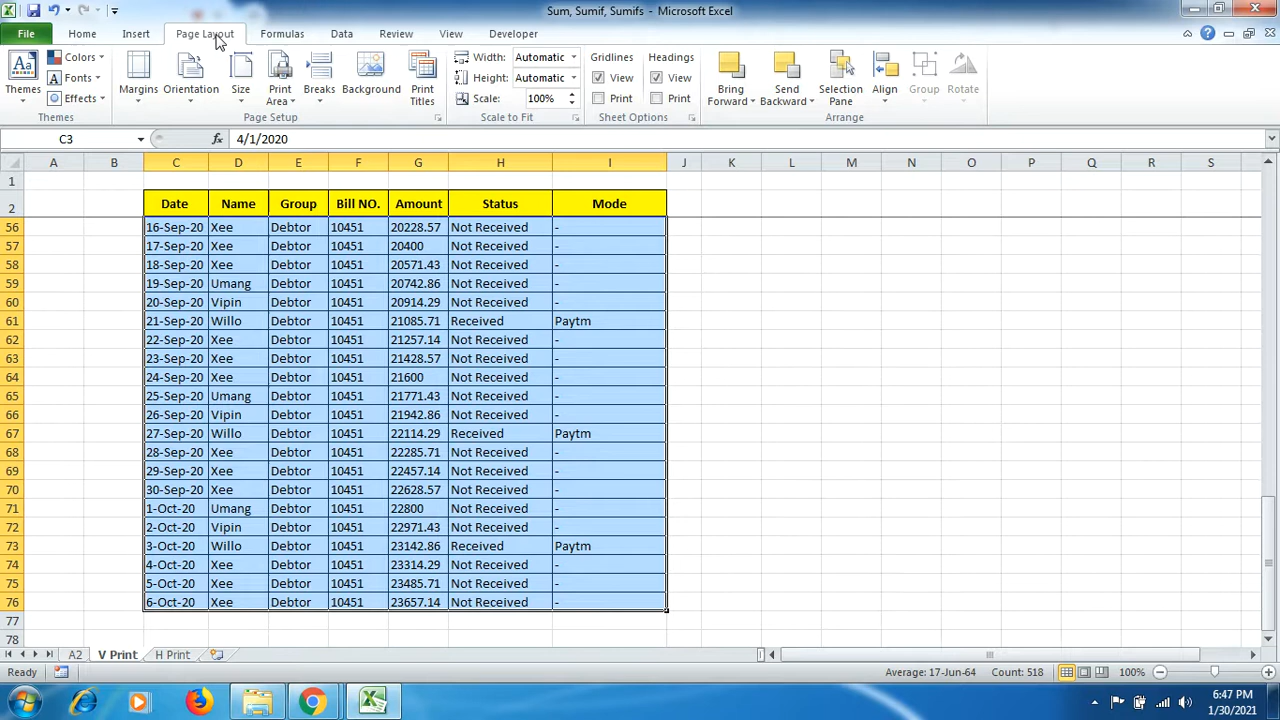 Sum, Sumif, Sumifs - Microsoft Excel
File Home Insert Page Layout Formulas Data Review View Developer
Themes
Colors
Fonts
Effects
Themes
Margins
Orientation
Size
Print Area
Breaks
Background
Print Titles
Page Setup
Width: Automatic
Height: Automatic
Scale: 100%
Scale to Fit
Gridlines
View
Print
Headings
View
Print
Sheet Options
Bring Forward
Send Backward
Selection Pane
Align
Group
Rotate
Arrange
C3 fx 4/1/2020
A B C D E F G H I J K L M N O P Q R S
1
2 Date Name Group Bill NO. Amount Status Mode
56 16-Sep-20 Xee Debtor 10451 20228.57 Not Received -
57 17-Sep-20 Xee Debtor 10451 20400 Not Received -
58 18-Sep-20 Xee Debtor 10451 20571.43 Not Received -
59 19-Sep-20 Umang Debtor 10451 20742.86 Not Received -
60 20-Sep-20 Vipin Debtor 10451 20914.29 Not Received -
61 21-Sep-20 Willo Debtor 10451 21085.71 Received Paytm
62 22-Sep-20 Xee Debtor 10451 21257.14 Not Received -
63 23-Sep-20 Xee Debtor 10451 21428.57 Not Received -
64 24-Sep-20 Xee Debtor 10451 21600 Not Received -
65 25-Sep-20 Umang Debtor 10451 21771.43 Not Received -
66 26-Sep-20 Vipin Debtor 10451 21942.86 Not Received -
67 27-Sep-20 Willo Debtor 10451 22114.29 Received Paytm
68 28-Sep-20 Xee Debtor 10451 22285.71 Not Received -
69 29-Sep-20 Xee Debtor 10451 22457.14 Not Received -
70 30-Sep-20 Xee Debtor 10451 22628.57 Not Received -
71 1-Oct-20 Umang Debtor 10451 22800 Not Received -
72 2-Oct-20 Vipin Debtor 10451 22971.43 Not Received -
73 3-Oct-20 Willo Debtor 10451 23142.86 Received Paytm
74 4-Oct-20 Xee Debtor 10451 23314.29 Not Received -
75 5-Oct-20 Xee Debtor 10451 23485.71 Not Received -
76 6-Oct-20 Xee Debtor 10451 23657.14 Not Received -
77
78
A2 V Print H Print
Ready Average: 17-Jun-64 Count: 518 100%
6:47 PM
1/30/2021